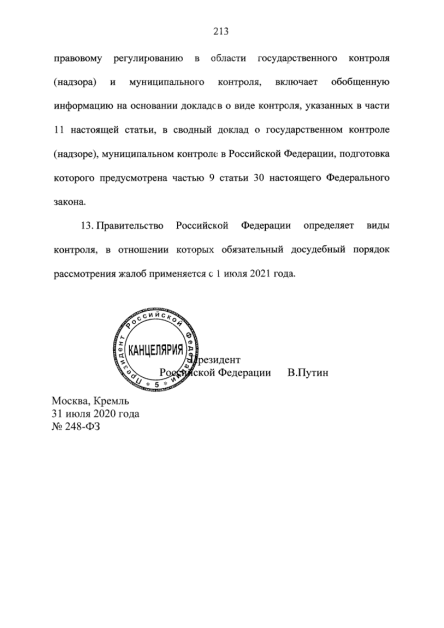 213
правовому регулированию в области государственного контроля
(надзора) и муниципального контроля, включает обобщенную
информацию на основании докладов о виде контроля, указанных в части
11 настоящей статьи, в сводный доклад о государственном контроле
(надзоре), муниципальном контроле в Российской Федерации, подготовка
которого предусмотрена частью 9 статьи 30 настоящего Федерального
закона.
13. Правительство Российской Федерации определяет виды
контроля, в отношении которых обязательный досудебный порядок
рассмотрения жалоб применяется с 1 июля 2021 года.
Президент Российской Федерации
КАНЦЕЛЯРИЯ
* 5 *
Президент
Российской Федерации В.Путин
Москва, Кремль
31 июля 2020 года
№ 248-ФЗ